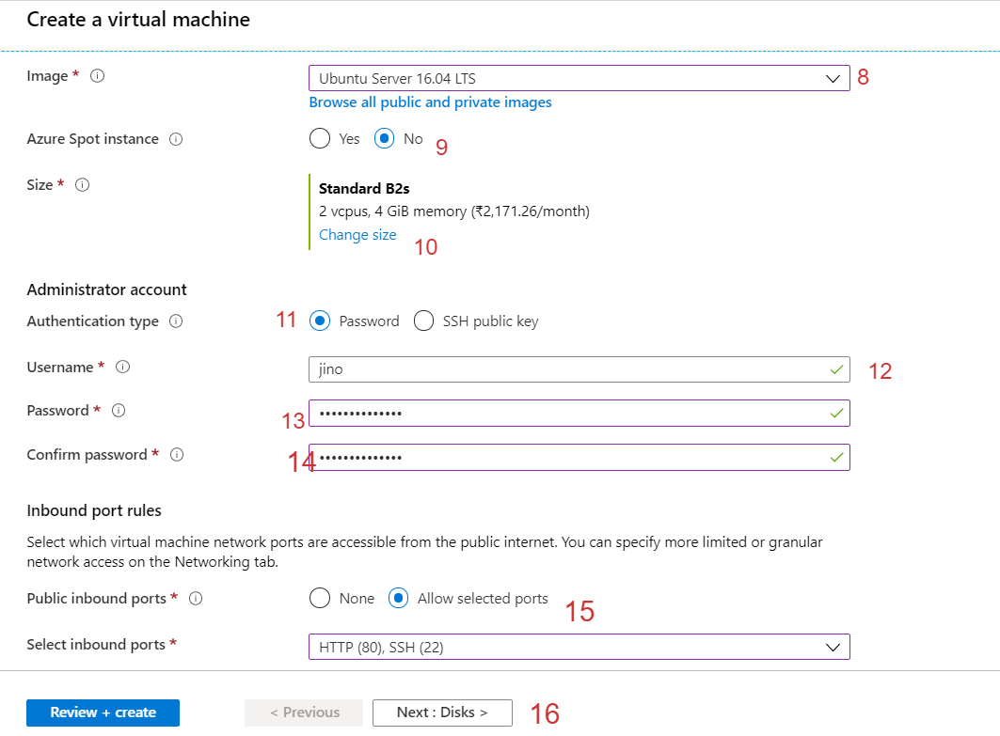 Create a virtual machine
Image * Ubuntu Server 16.04 LTS 8
Browse all public and private images
Azure Spot instance Yes No 9
Size * Standard B2s
2 vcpus, 4 GiB memory (₹2,171.26/month)
Change size 10
Administrator account
Authentication type 11 Password SSH public key
Username * jino 12
Password * 13 ••••••••••••••
Confirm password * 14 ••••••••••••••
Inbound port rules
Select which virtual machine network ports are accessible from the public internet. You can specify more limited or granular
network access on the Networking tab.
Public inbound ports * None Allow selected ports 15
Select inbound ports * HTTP (80), SSH (22)
Review + create < Previous Next : Disks > 16